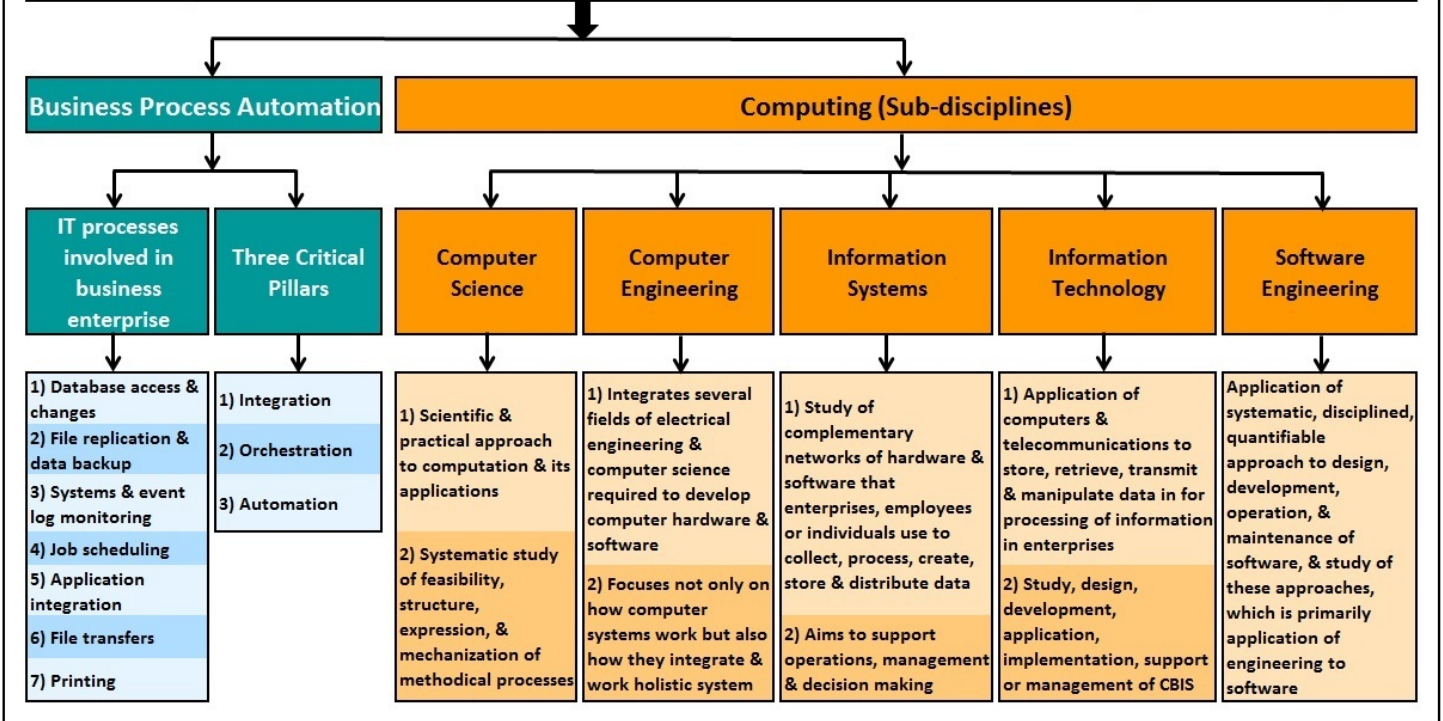 Business Process Automation
Computing (Sub-disciplines)
IT processes
involved in
business
enterprise
Three Critical
Pillars
Computer
Science
Computer
Engineering
Information
Systems
Information
Technology
Software
Engineering
1) Database access &
changes
2) File replication &
data backup
3) Systems & event
log monitoring
4) Job scheduling
5) Application
integration
6) File transfers
7) Printing
1) Integration
2) Orchestration
3) Automation
1) Scientific &
practical approach
to computation & its
applications
2) Systematic study
of feasibility,
structure,
expression, &
mechanization of
methodical processes
1) Integrates several
fields of electrical
engineering &
computer science
required to develop
computer hardware &
software
2) Focuses not only on
how computer
systems work but also
how they integrate &
work holistic system
1) Study of
complementary
networks of hardware &
software that
enterprises, employees
or individuals use to
collect, process, create,
store & distribute data
2) Aims to support
operations, management
& decision making
1) Application of
computers &
telecommunications to
store, retrieve, transmit
& manipulate data in for
processing of information
in enterprises
2) Study, design,
development,
application,
implementation, support
or management of CBIS
Application of
systematic, disciplined,
quantifiable
approach to design,
development,
operation, &
maintenance of
software, & study of
these approaches,
which is primarily
application of
engineering to
software